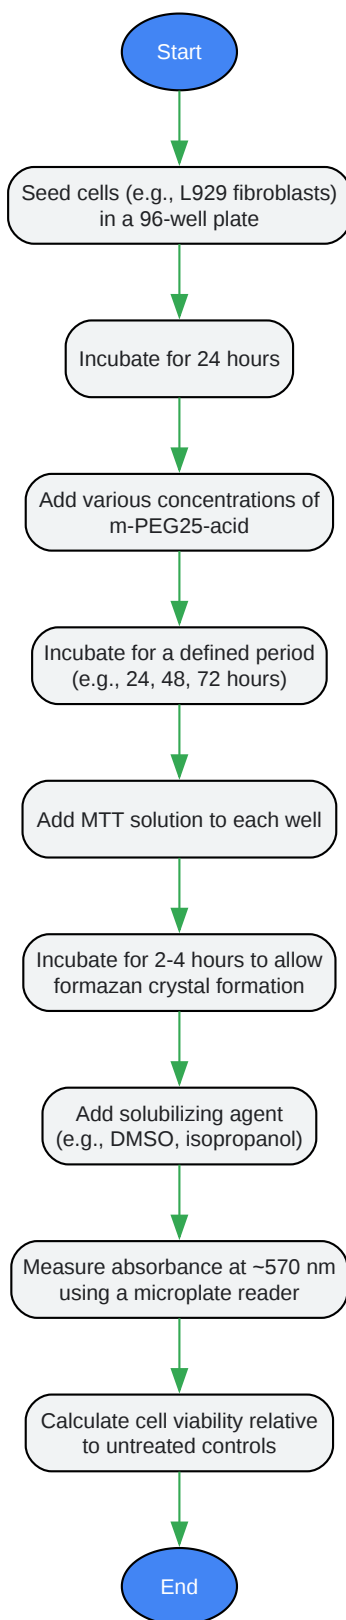 Start
Seed cells (e.g., L929 fibroblasts)
in a 96-well plate
Incubate for 24 hours
Add various concentrations of
m-PEG25-acid
Incubate for a defined period
(e.g., 24, 48, 72 hours)
Add MTT solution to each well
Incubate for 2-4 hours to allow
formazan crystal formation
Add solubilizing agent
(e.g., DMSO, isopropanol)
Measure absorbance at ~570 nm
using a microplate reader
Calculate cell viability relative
to untreated controls
End